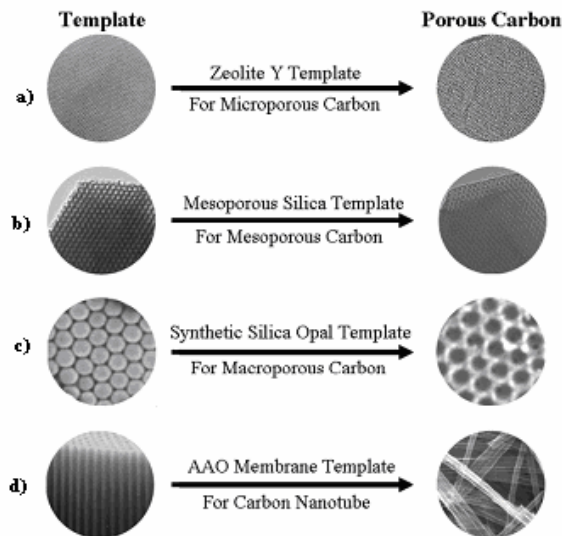 Template
Porous Carbon
a)
Zeolite Y Template
For Microporous Carbon
b)
Mesoporous Silica Template
For Mesoporous Carbon
c)
Synthetic Silica Opal Template
For Macroporous Carbon
d)
AAO Membrane Template
For Carbon Nanotube